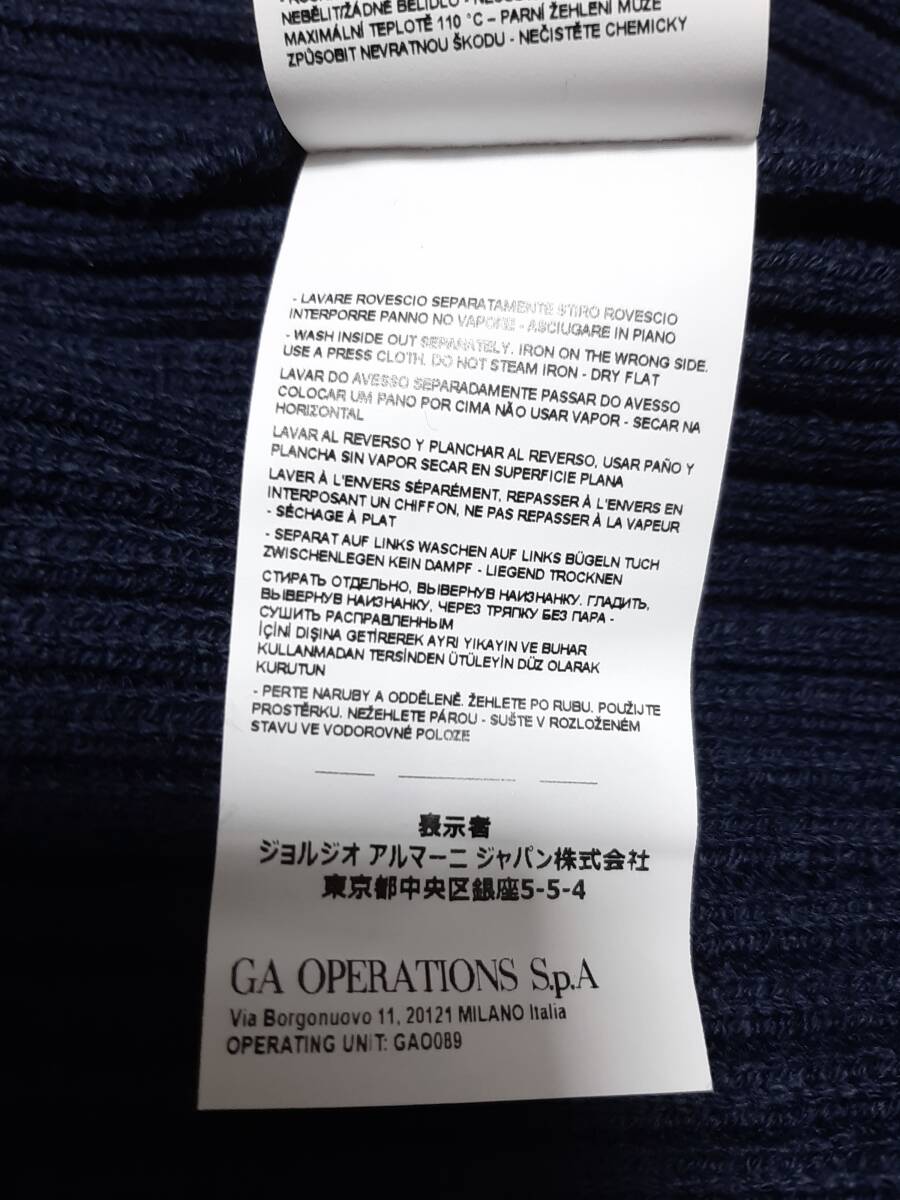 NEBĚLIT/ŽÁDNÉ BĚLIDLO -
MAXIMÁLNÍ TEPLOTĚ 110 °C – PARNÍ ŽEHLENÍ MŮŽE
ZPŮSOBIT NEVRATNOU ŠKODU - NEČISTĚTE CHEMICKY
- LAVARE ROVESCIO SEPARATAMENTE STIRO ROVESCIO
INTERPORRE PANNO NO VAPORE - ASCIUGARE IN PIANO
- WASH INSIDE OUT SEPARATELY. IRON ON THE WRONG SIDE.
USE A PRESS CLOTH. DO NOT STEAM IRON - DRY FLAT
LAVAR DO AVESSO SEPARADAMENTE PASSAR DO AVESSO
COLOCAR UM PANO POR CIMA NÃO USAR VAPOR - SECAR NA
HORIZONTAL
LAVAR AL REVERSO Y PLANCHAR AL REVERSO, USAR PAÑO Y
PLANCHA SIN VAPOR SECAR EN SUPERFICIE PLANA
LAVER À L'ENVERS SÉPARÉMENT, REPASSER À L'ENVERS EN
INTERPOSANT UN CHIFFON, NE PAS REPASSER À LA VAPEUR
- SÉCHAGE À PLAT
- SEPARAT AUF LINKS WASCHEN AUF LINKS BÜGELN TUCH
ZWISCHENLEGEN KEIN DAMPF - LIEGEND TROCKNEN
СТИРАТЬ ОТДЕЛЬНО, ВЫВЕРНУВ НАИЗНАНКУ. ГЛАДИТЬ,
ВЫВЕРНУВ НАИЗНАНКУ, ЧЕРЕЗ ТРЯПКУ БЕЗ ПАРА -
СУШИТЬ РАСПРАВЛЕННЫМ
İÇİNİ DIŞINA GETİREREK AYRI YIKAYIN VE BUHAR
KULLANMADAN TERSİNDEN ÜTÜLEYİN DÜZ OLARAK
KURUTUN
- PERTE NARUBY A ODDĚLENĚ. ŽEHLETE PO RUBU. POUŽIJTE
PROSTĚRKU. NEŽEHLETE PÁROU - SUŠTE V ROZLOŽENÉM
STAVU VE VODOROVNÉ POLOZE
表示者
ジョルジオ アルマーニ ジャパン株式会社
東京都中央区銀座5-5-4
GA OPERATIONS S.p.A
Via Borgonuovo 11, 20121 MILANO Italia
OPERATING UNIT: GAO089